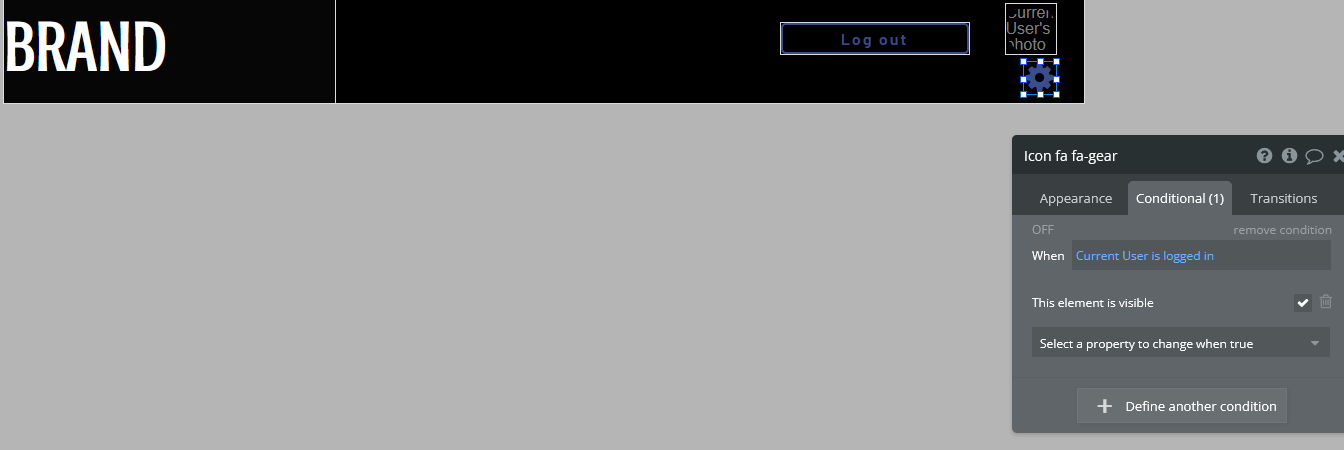 BRAND
Log out
Current
User's
photo
Icon fa fa-gear
Appearance
Conditional (1)
Transitions
OFF
remove condition
When
Current User is logged in
This element is visible
Select a property to change when true
Define another condition